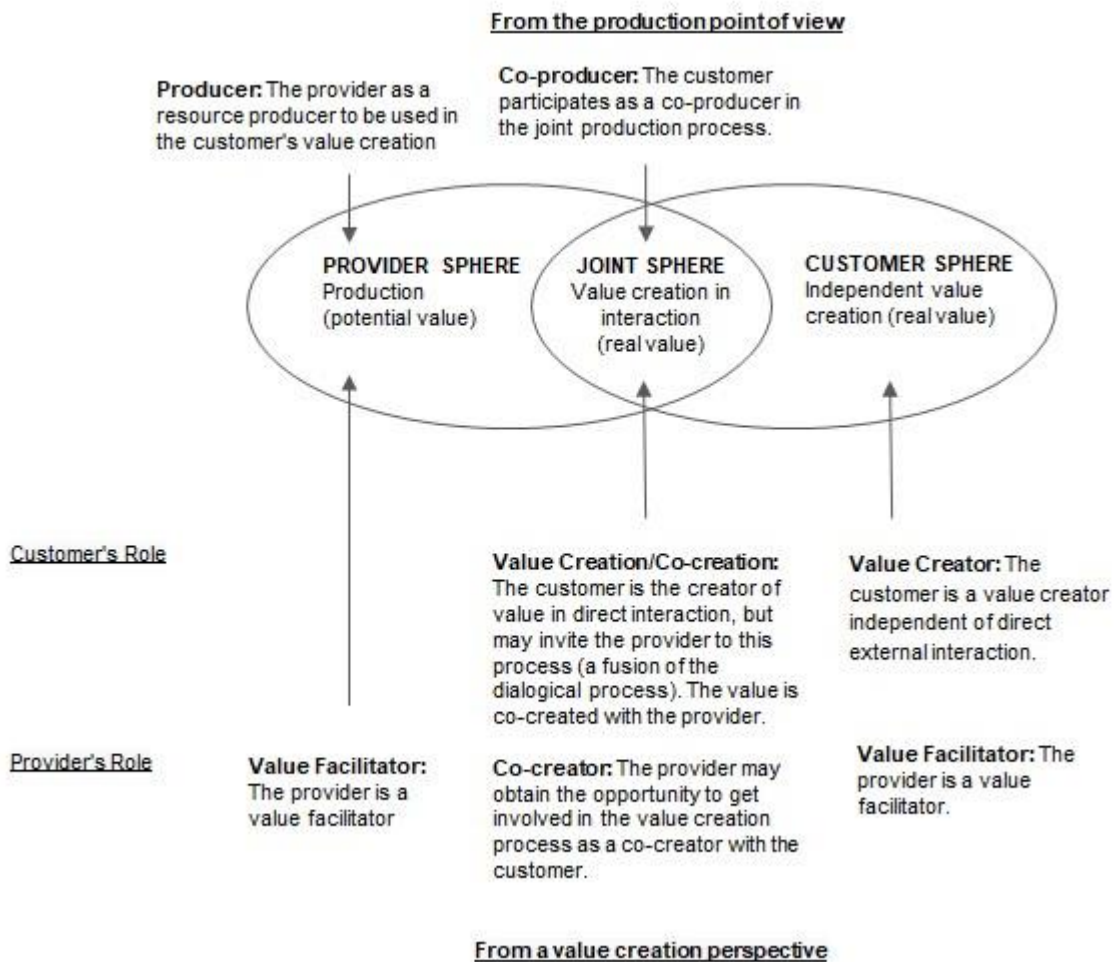 From the production point of view
Producer: The provider as a
resource producer to be used in
the customer's value creation
Co-producer: The customer
participates as a co-producer in
the joint production process.
PROVIDER SPHERE
Production
(potential value)
JOINT SPHERE
Value creation in
interaction
(real value)
CUSTOMER SPHERE
Independent value
creation (real value)
Customer's Role
Value Creation/Co-creation:
The customer is the creator of
value in direct interaction, but
may invite the provider to this
process (a fusion of the
dialogical process). The value is
co-created with the provider.
Value Creator: The
customer is a value creator
independent of direct
external interaction.
Provider's Role
Value Facilitator:
The provider is a
value facilitator
Co-creator: The provider may
obtain the opportunity to get
involved in the value creation
process as a co-creator with the
customer.
Value Facilitator: The
provider is a value
facilitator.
From a value creation perspective